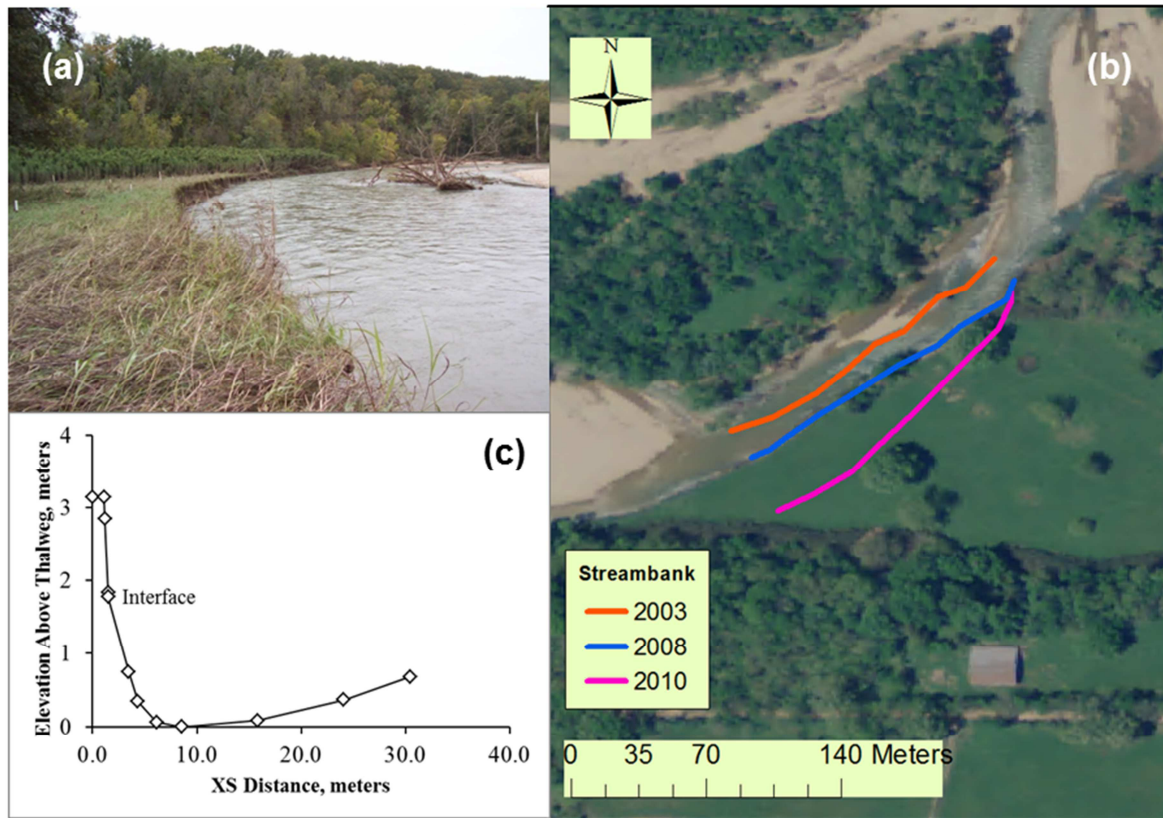 (a)
N
(b)
Streambank
2003
2008
2010
0 35 70 140 Meters
(c)
4
3
2
1
0
Interface
0.0 10.0 20.0 30.0 40.0
XS Distance, meters
Elevation Above Thalweg, meters